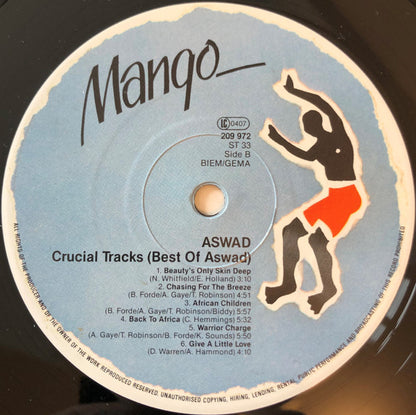 Mango
LC 0407
209 972
ST 33
Side B
BIEM/GEMA
ASWAD
Crucial Tracks (Best Of Aswad)
1. Beauty's Only Skin Deep
(N. Whitfield/E. Holland) 3:10
2. Chasing For The Breeze
(B. Forde/A. Gaye/T. Robinson) 4:51
3. African Children
(B. Forde/A. Gaye/T. Robinson/Biddy) 5:57
4. Back To Africa (C. Hemmings) 5:32
5. Warrior Charge
(A. Gaye/T. Robinson/B. Forde/K. Sounds) 5:50
6. Give A Little Love
(D. Warren/A. Hammond) 4:10
ALL RIGHTS OF THE PRODUCER AND OF THE OWNER OF THE WORK REPRODUCED RESERVED. UNAUTHORISED COPYING, HIRING, LENDING, RENTAL, PUBLIC PERFORMANCE AND BROADCASTING OF THIS RECORD PROHIBITED